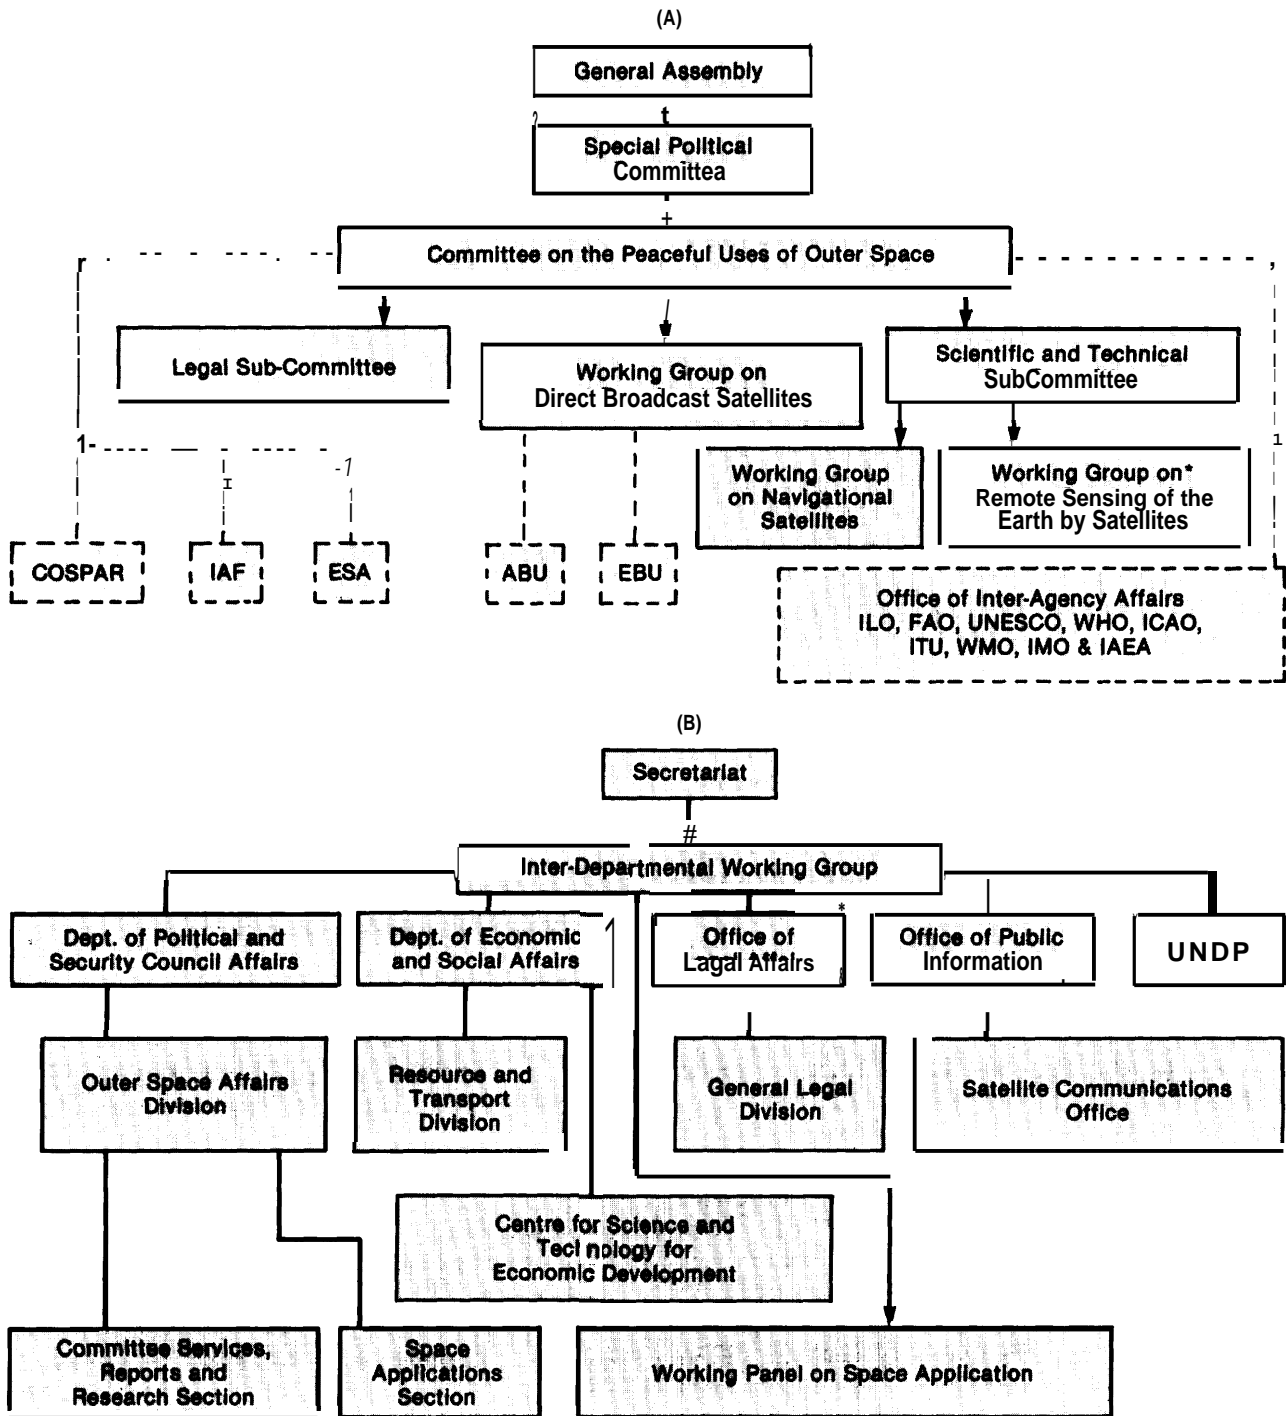 (A)
General Assembly
Special Political
Committea
Committee on the Peaceful Uses of Outer Space
Legal Sub-Committee
Working Group on
Direct Broadcast Satellites
Scientific and Technical
SubCommittee
Working Group
on Navigational
Satellites
Working Group on*
Remote Sensing of the
Earth by Satellites
COSPAR
IAF
ESA
ABU
EBU
Office of Inter-Agency Affairs
ILO, FAO, UNESCO, WHO, ICAO,
ITU, WMO, IMO & IAEA
(B)
Secretariat
#
Inter-Departmental Working Group
Dept. of Political and
Security Council Affairs
Dept. of Economic
and Social Affairs
Office of
Lagal Affairs
Office of Public
Information
UNDP
Outer Space Affairs
Division
Resource and
Transport
Division
General Legal
Division
Satellite Communications
Office
Centre for Science and
Tecl nology for
Economic Development
Committee Services,
Reports and
Research Section
Space
Applications
Section
Working Panel on Space Application